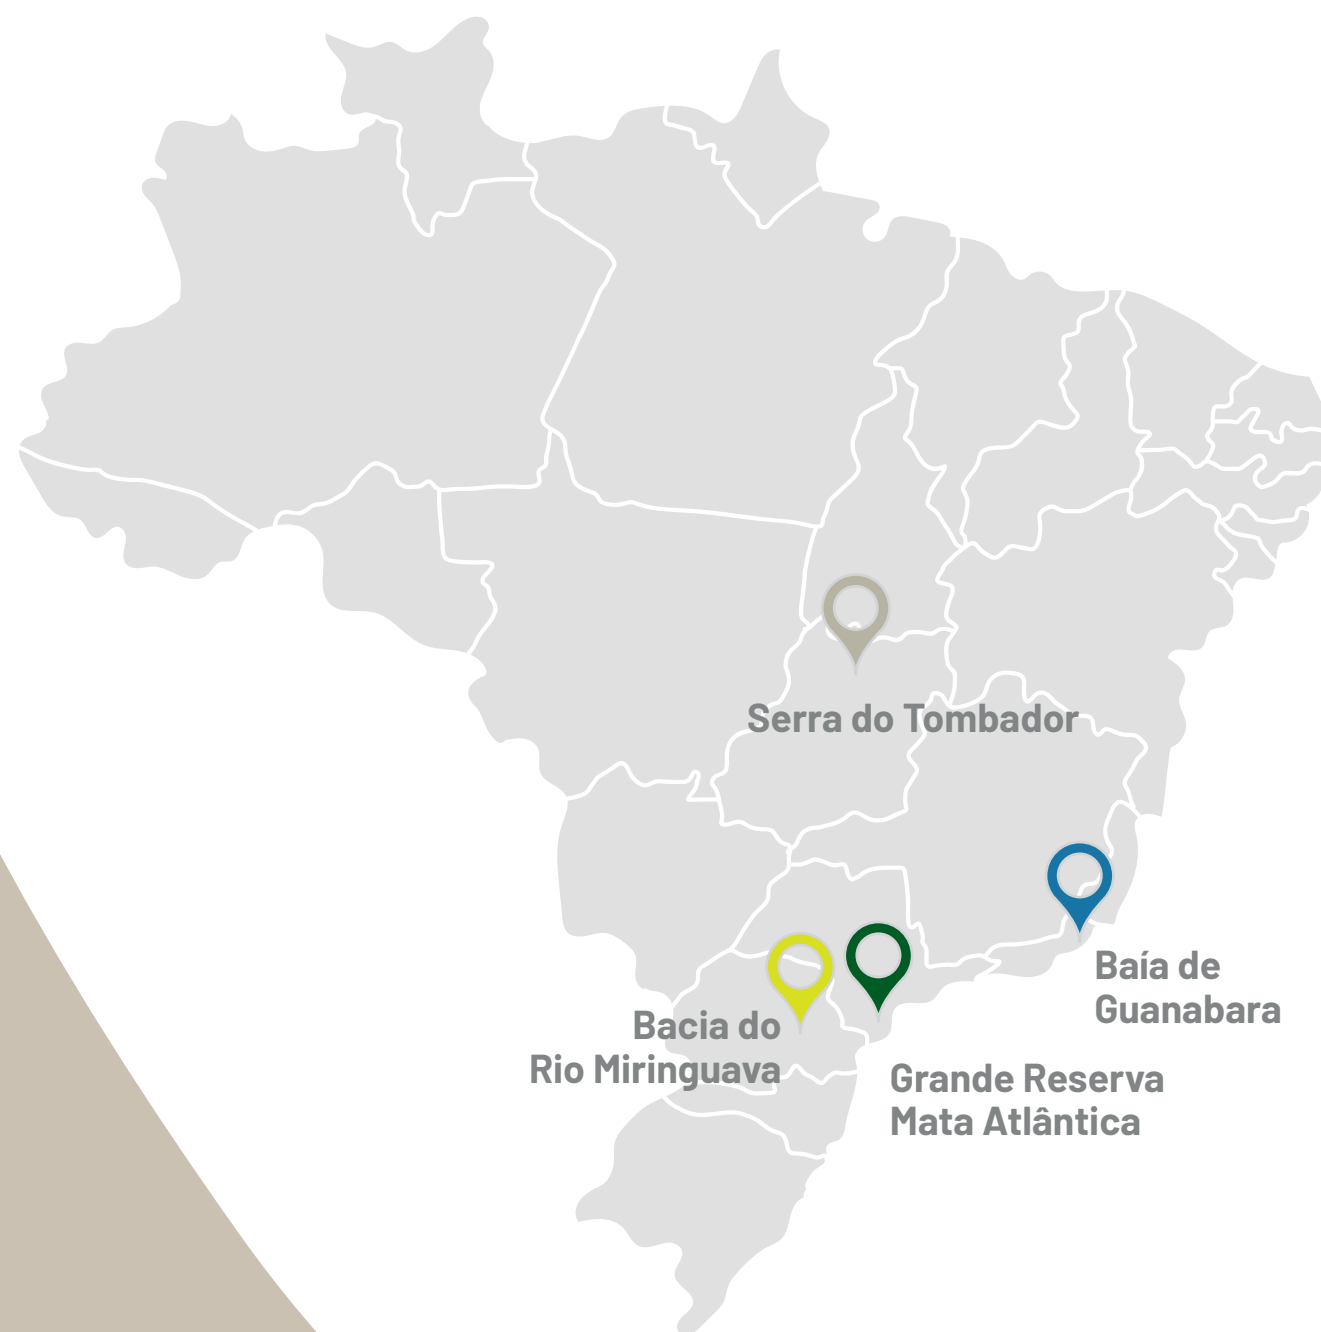 Serra do Tombador
Baía de
Guanabara
Bacia do
Rio Miringuava
Grande Reserva
Mata Atlântica